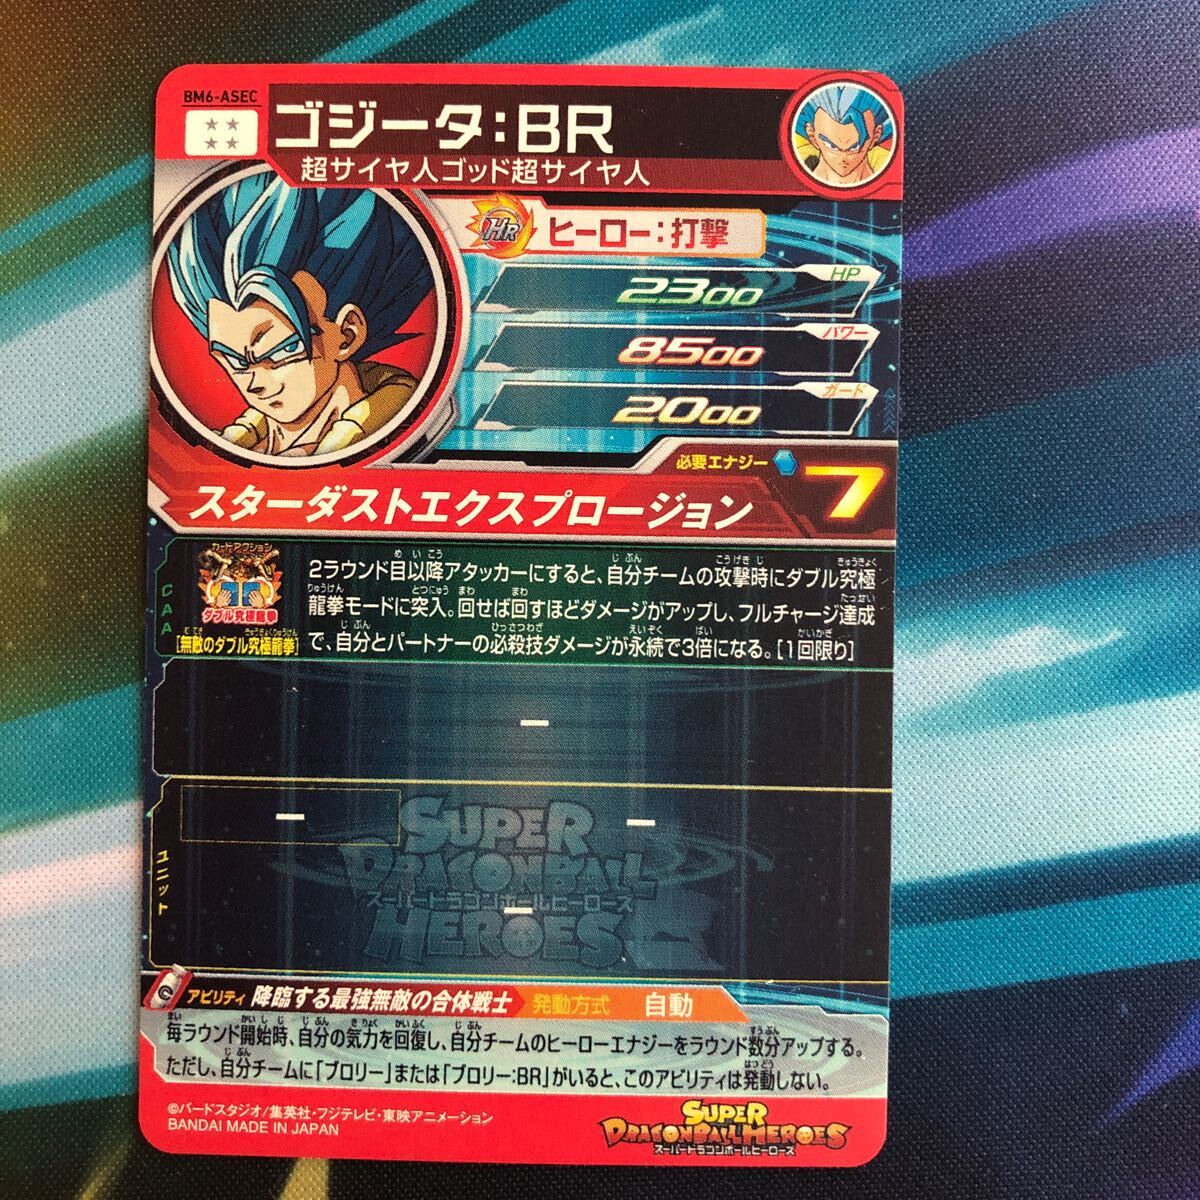 BM6-ASEC
ゴジータ:BR
超サイヤ人ゴッド超サイヤ人
HR ヒーロー:打撃
HP
2300
パワー
8500
ガード
2000
必要エナジー 7
スターダストエクスプロージョン
CAA
カードアクション
ダブル究極龍拳
[無敵のダブル究極龍拳]
2ラウンド目以降アタッカーにすると、自分チームの攻撃時にダブル究極
龍拳モードに突入。回せば回すほどダメージがアップし、フルチャージ達成
で、自分とパートナーの必殺技ダメージが永続で3倍になる。[1回限り]
ー
ユニット
ー
ー
ー
SUPER
DRAGONBALL
スーパードラゴンボールヒーローズ
HEROES
アビリティ 降臨する最強無敵の合体戦士 発動方式 自動
毎ラウンド開始時、自分の気力を回復し、自分チームのヒーローエナジーをラウンド数分アップする。
ただし、自分チームに「ブロリー」または「ブロリー:BR」がいると、このアビリティは発動しない。
©バードスタジオ/集英社・フジテレビ・東映アニメーション
BANDAI MADE IN JAPAN
SUPER
DRAGONBALL HEROES
スーパードラゴンボールヒーローズ